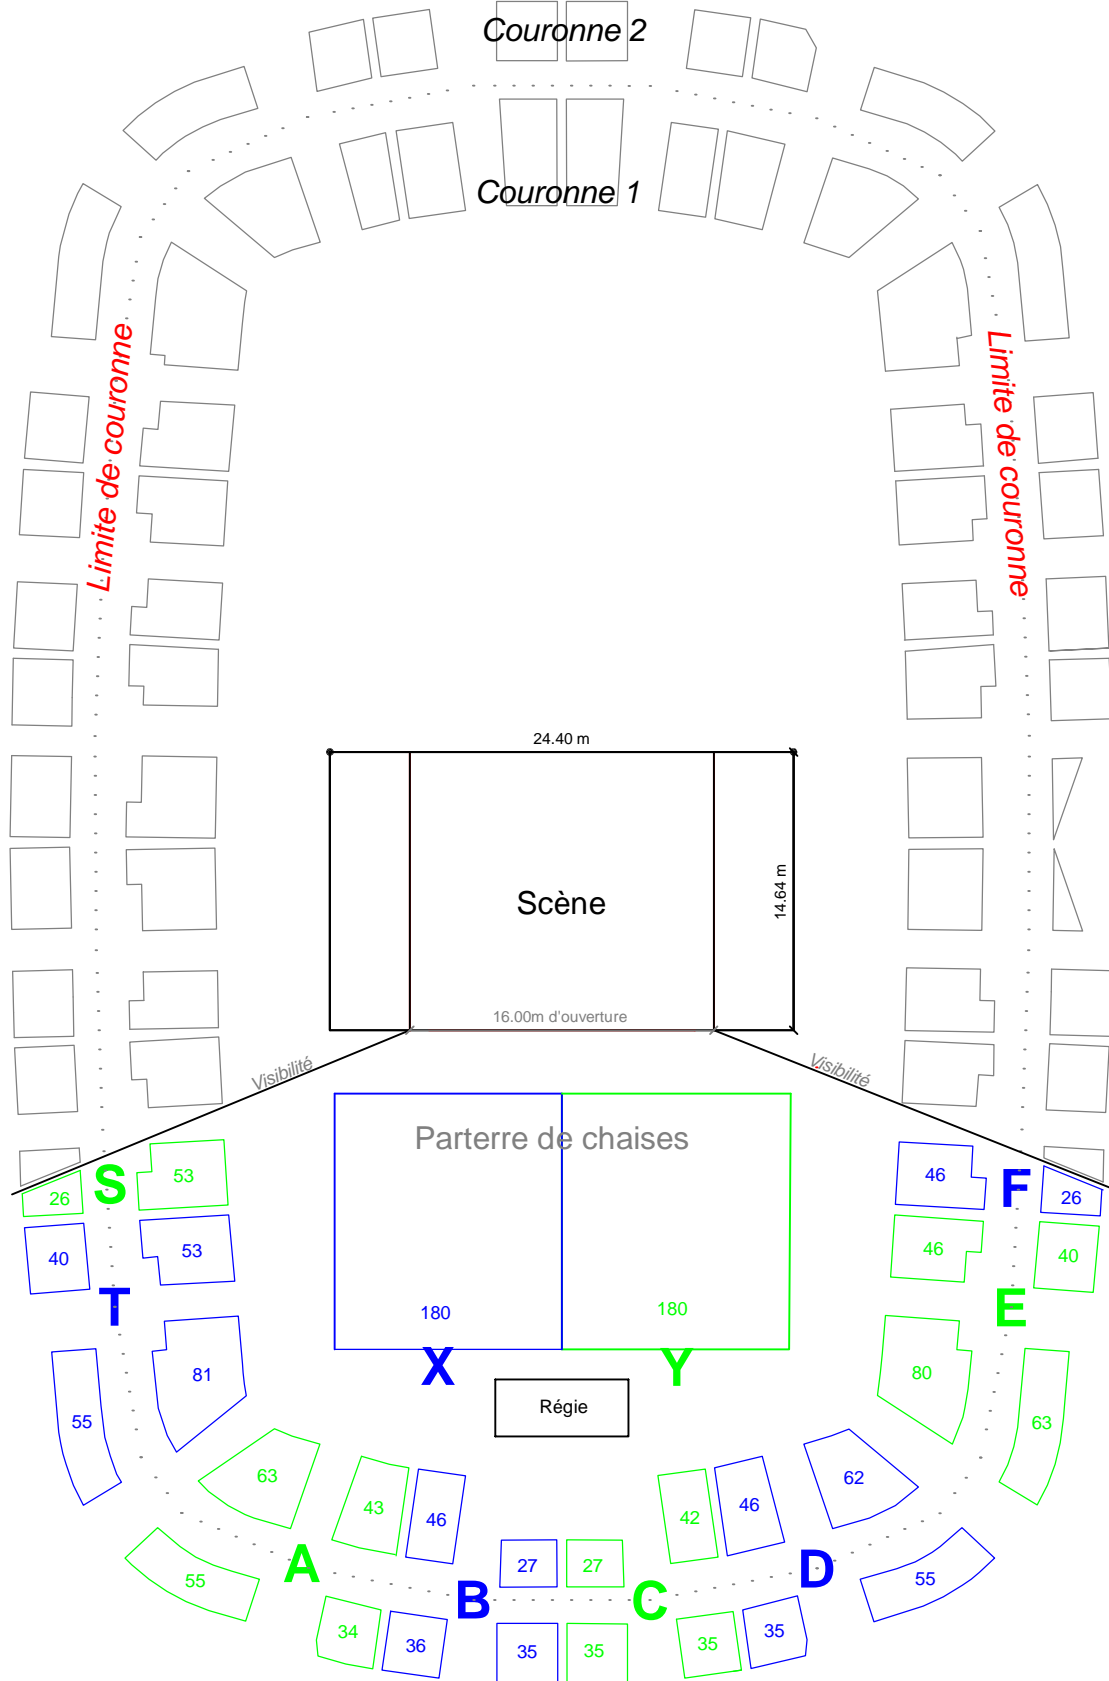 Couronne 2
Couronne 1
Limite de couronne
Limite de couronne
24.40 m
14.64 m
Scène
16.00m d'ouverture
Visibilité
Visibilité
Parterre de chaises
S
53
26
46
F
26
40
53
46
40
T
E
180
180
X
Y
81
80
Régie
55
63
63
43
46
42
46
62
A
27
27
D
55
B
C
55
34
36
35
35
35
35